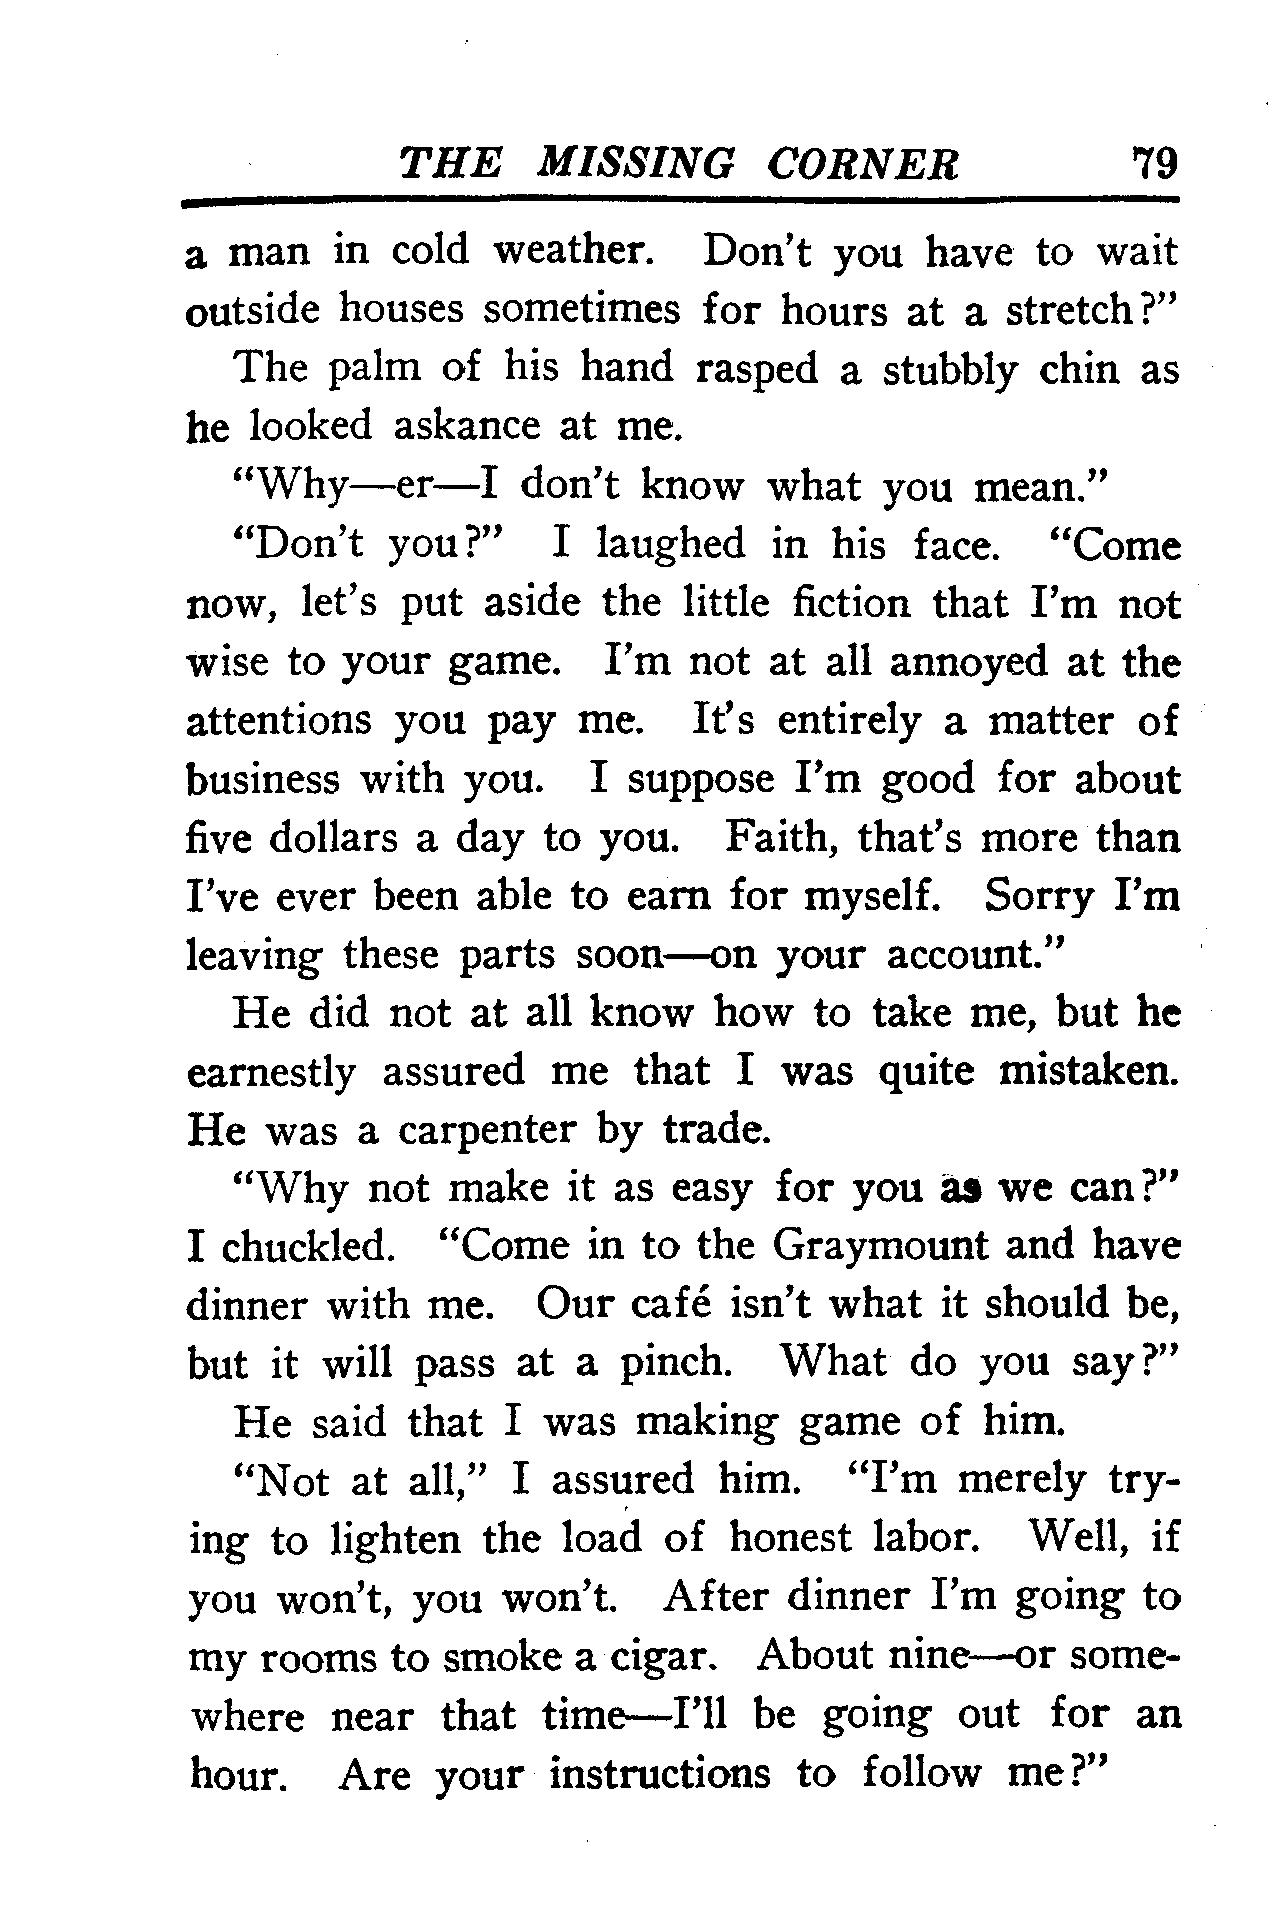 THE MISSING CORNER 79
a man in cold weather. Don't you have to wait
outside houses sometimes for hours at a stretch?"
The palm of his hand rasped a stubbly chin as
he looked askance at me.
"Why—er—I don't know what you mean."
"Don't you?" I laughed in his face. "Come
now, let's put aside the little fiction that I'm not
wise to your game. I'm not at all annoyed at the
attentions you pay me. It's entirely a matter of
business with you. I suppose I'm good for about
five dollars a day to you. Faith, that's more than
I've ever been able to earn for myself. Sorry I'm
leaving these parts soon—on your account."
He did not at all know how to take me, but he
earnestly assured me that I was quite mistaken.
He was a carpenter by trade.
"Why not make it as easy for you as we can?"
I chuckled. "Come in to the Graymount and have
dinner with me. Our café isn't what it should be,
but it will pass at a pinch. What do you say?"
He said that I was making game of him.
"Not at all," I assured him. "I'm merely try-
ing to lighten the load of honest labor. Well, if
you won't, you won't. After dinner I'm going to
my rooms to smoke a cigar. About nine—or some-
where near that time—I'll be going out for an
hour. Are your instructions to follow me?"